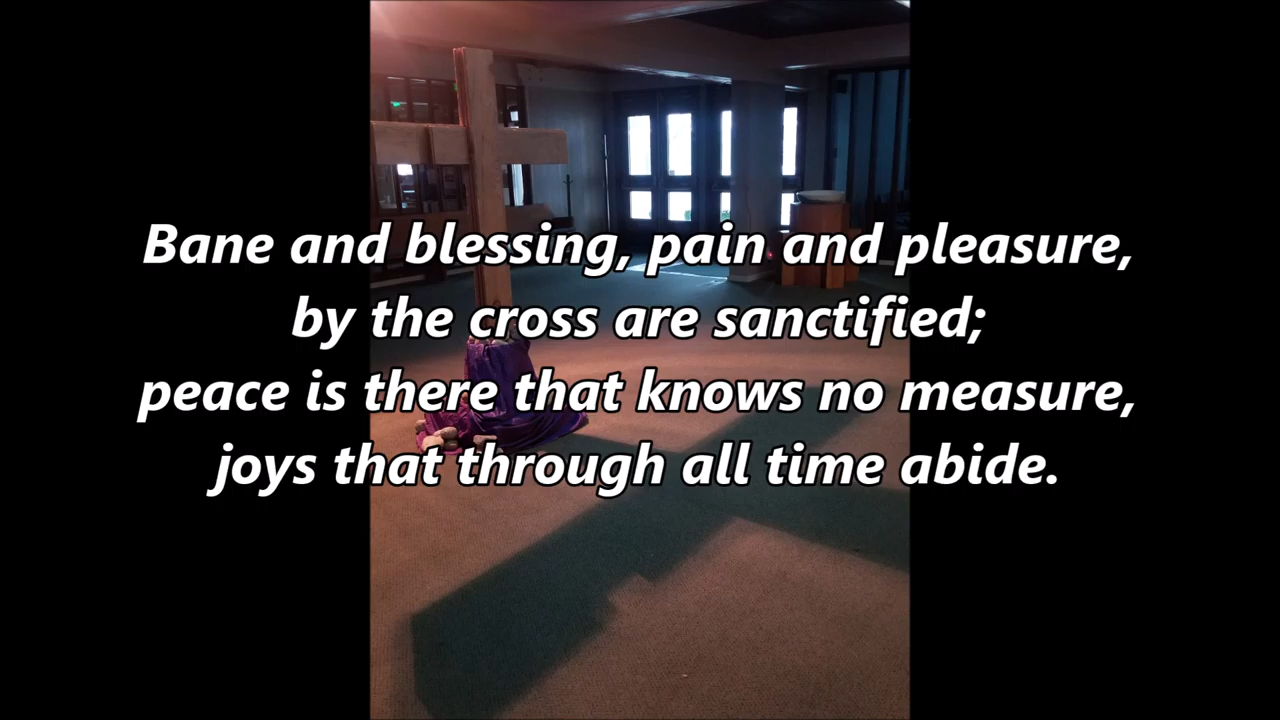 Bane and blessing, pain and pleasure,
by the cross are sanctified;
peace is there that knows no measure,
joys that through all time abide.